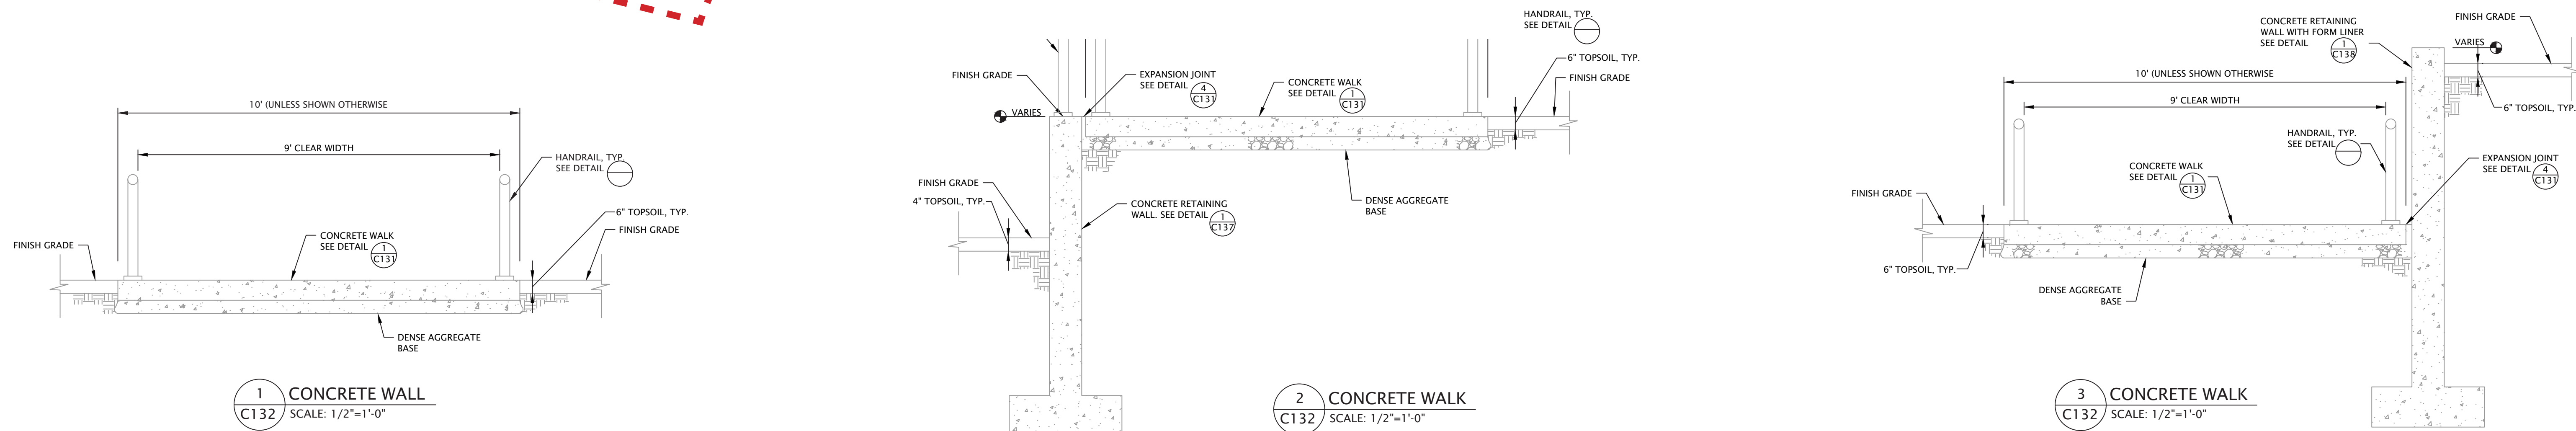 10' (UNLESS SHOWN OTHERWISE
9' CLEAR WIDTH
HANDRAIL, TYP.
SEE DETAIL
6" TOPSOIL, TYP.
FINISH GRADE
CONCRETE WALK
SEE DETAIL 1
C131
FINISH GRADE
DENSE AGGREGATE
BASE
1 CONCRETE WALL
C132 SCALE: 1/2"=1'-0"
HANDRAIL, TYP.
SEE DETAIL
6" TOPSOIL, TYP.
FINISH GRADE
FINISH GRADE
EXPANSION JOINT
SEE DETAIL 4
C131
CONCRETE WALK
SEE DETAIL 1
C131
VARIES
FINISH GRADE
4" TOPSOIL, TYP.
CONCRETE RETAINING
WALL. SEE DETAIL 1
C137
DENSE AGGREGATE
BASE
2 CONCRETE WALK
C132 SCALE: 1/2"=1'-0"
CONCRETE RETAINING
WALL WITH FORM LINER
SEE DETAIL 1
C138
FINISH GRADE
VARIES
6" TOPSOIL, TYP.
10' (UNLESS SHOWN OTHERWISE
9' CLEAR WIDTH
HANDRAIL, TYP.
SEE DETAIL
CONCRETE WALK
SEE DETAIL 1
C131
EXPANSION JOINT
SEE DETAIL 4
C131
FINISH GRADE
6" TOPSOIL, TYP.
DENSE AGGREGATE
BASE
3 CONCRETE WALK
C132 SCALE: 1/2"=1'-0"